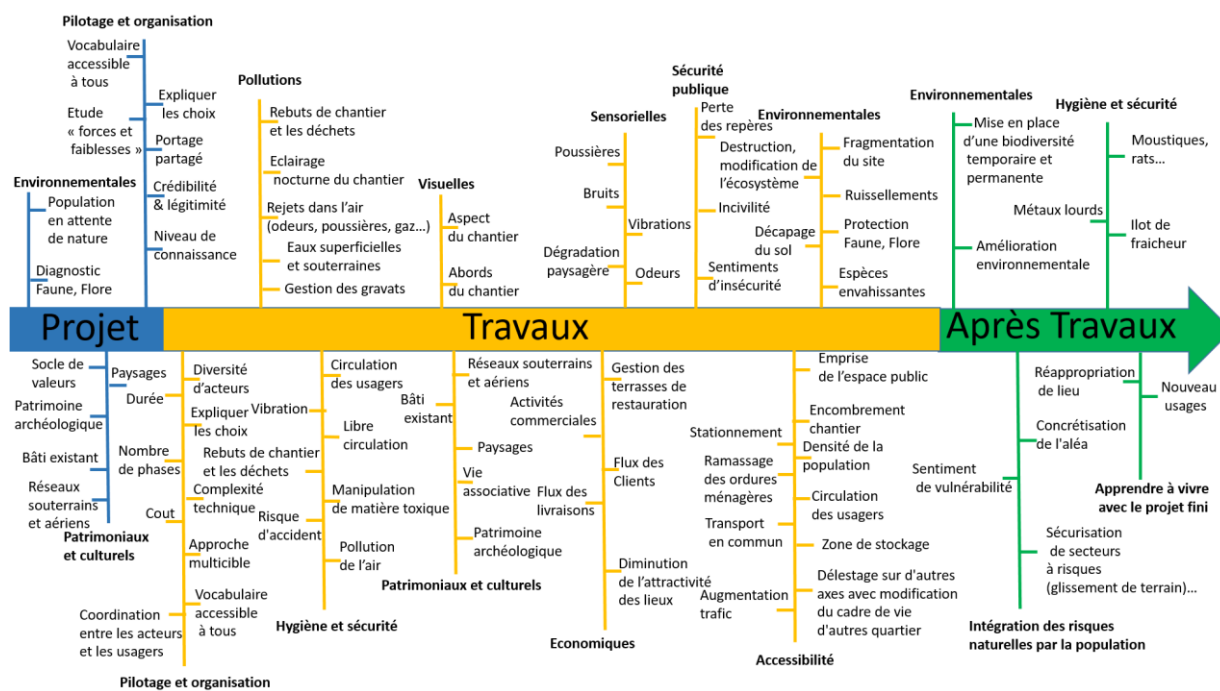 Pilotage et organisation
Vocabulaire
accessible
à tous
Expliquer
les choix
Etude
« forces et
faiblesses »
Portage
partagé
Crédibilité
& légitimité
Niveau de
connaissance
Environnementales
Population
en attente
de nature
Diagnostic
Faune, Flore
Pollutions
Rebuts de chantier
et les déchets
Eclairage
nocturne du chantier
Rejets dans l'air
(odeurs, poussières, gaz...)
Eaux superficielles
et souterraines
Gestion des gravats
Visuelles
Aspect
du chantier
Abords
du chantier
Sensorielles
Poussières
Bruits
Vibrations
Dégradation
paysagère
Odeurs
Sécurité
publique
Perte
des repères
Incivilité
Sentiments
d'insécurité
Environnementales
Fragmentation
du site
Destruction,
modification de
l'écosystème
Ruissellements
Décapage
du sol
Protection
Faune, Flore
Espèces
envahissantes
Environnementales
Mise en place
d'une biodiversité
temporaire et
permanente
Amélioration
environnementale
Hygiène et sécurité
Moustiques,
rats...
Métaux lourds
Ilot de
fraicheur
Projet
Travaux
Après Travaux
Socle de
valeurs
Paysages
Patrimoine
archéologique
Bâti existant
Réseaux
souterrains
et aériens
Patrimoniaux
et culturels
Diversité
d'acteurs
Durée
Expliquer
les choix
Nombre
de phases
Complexité
technique
Cout
Approche
multicible
Vocabulaire
accessible
à tous
Coordination
entre les acteurs
et les usagers
Pilotage et organisation
Circulation
des usagers
Vibration
Libre
circulation
Rebuts de chantier
et les déchets
Manipulation
de matière toxique
Risque
d'accident
Pollution
de l'air
Hygiène et sécurité
Réseaux souterrains
et aériens
Bâti
existant
Paysages
Vie
associative
Patrimoine
archéologique
Patrimoniaux et culturels
Gestion des
terrasses de
restauration
Activités
commerciales
Flux des
Clients
Flux des
livraisons
Diminution
de l'attractivité
des lieux
Economiques
Emprise
de l'espace public
Encombrement
chantier
Stationnement
Densité de la
population
Ramassage
des ordures
ménagères
Circulation
des usagers
Transport
en commun
Zone de stockage
Délestage sur d'autres
axes avec modification
du cadre de vie
d'autres quartier
Augmentation
trafic
Accessibilité
Concrétisation
de l'aléa
Sentiment
de vulnérabilité
Sécurisation
de secteurs
à risques
(glissement de terrain)...
Intégration des risques
naturelles par la population
Réappropriation
de lieu
Nouveau
usages
Apprendre à vivre
avec le projet fini